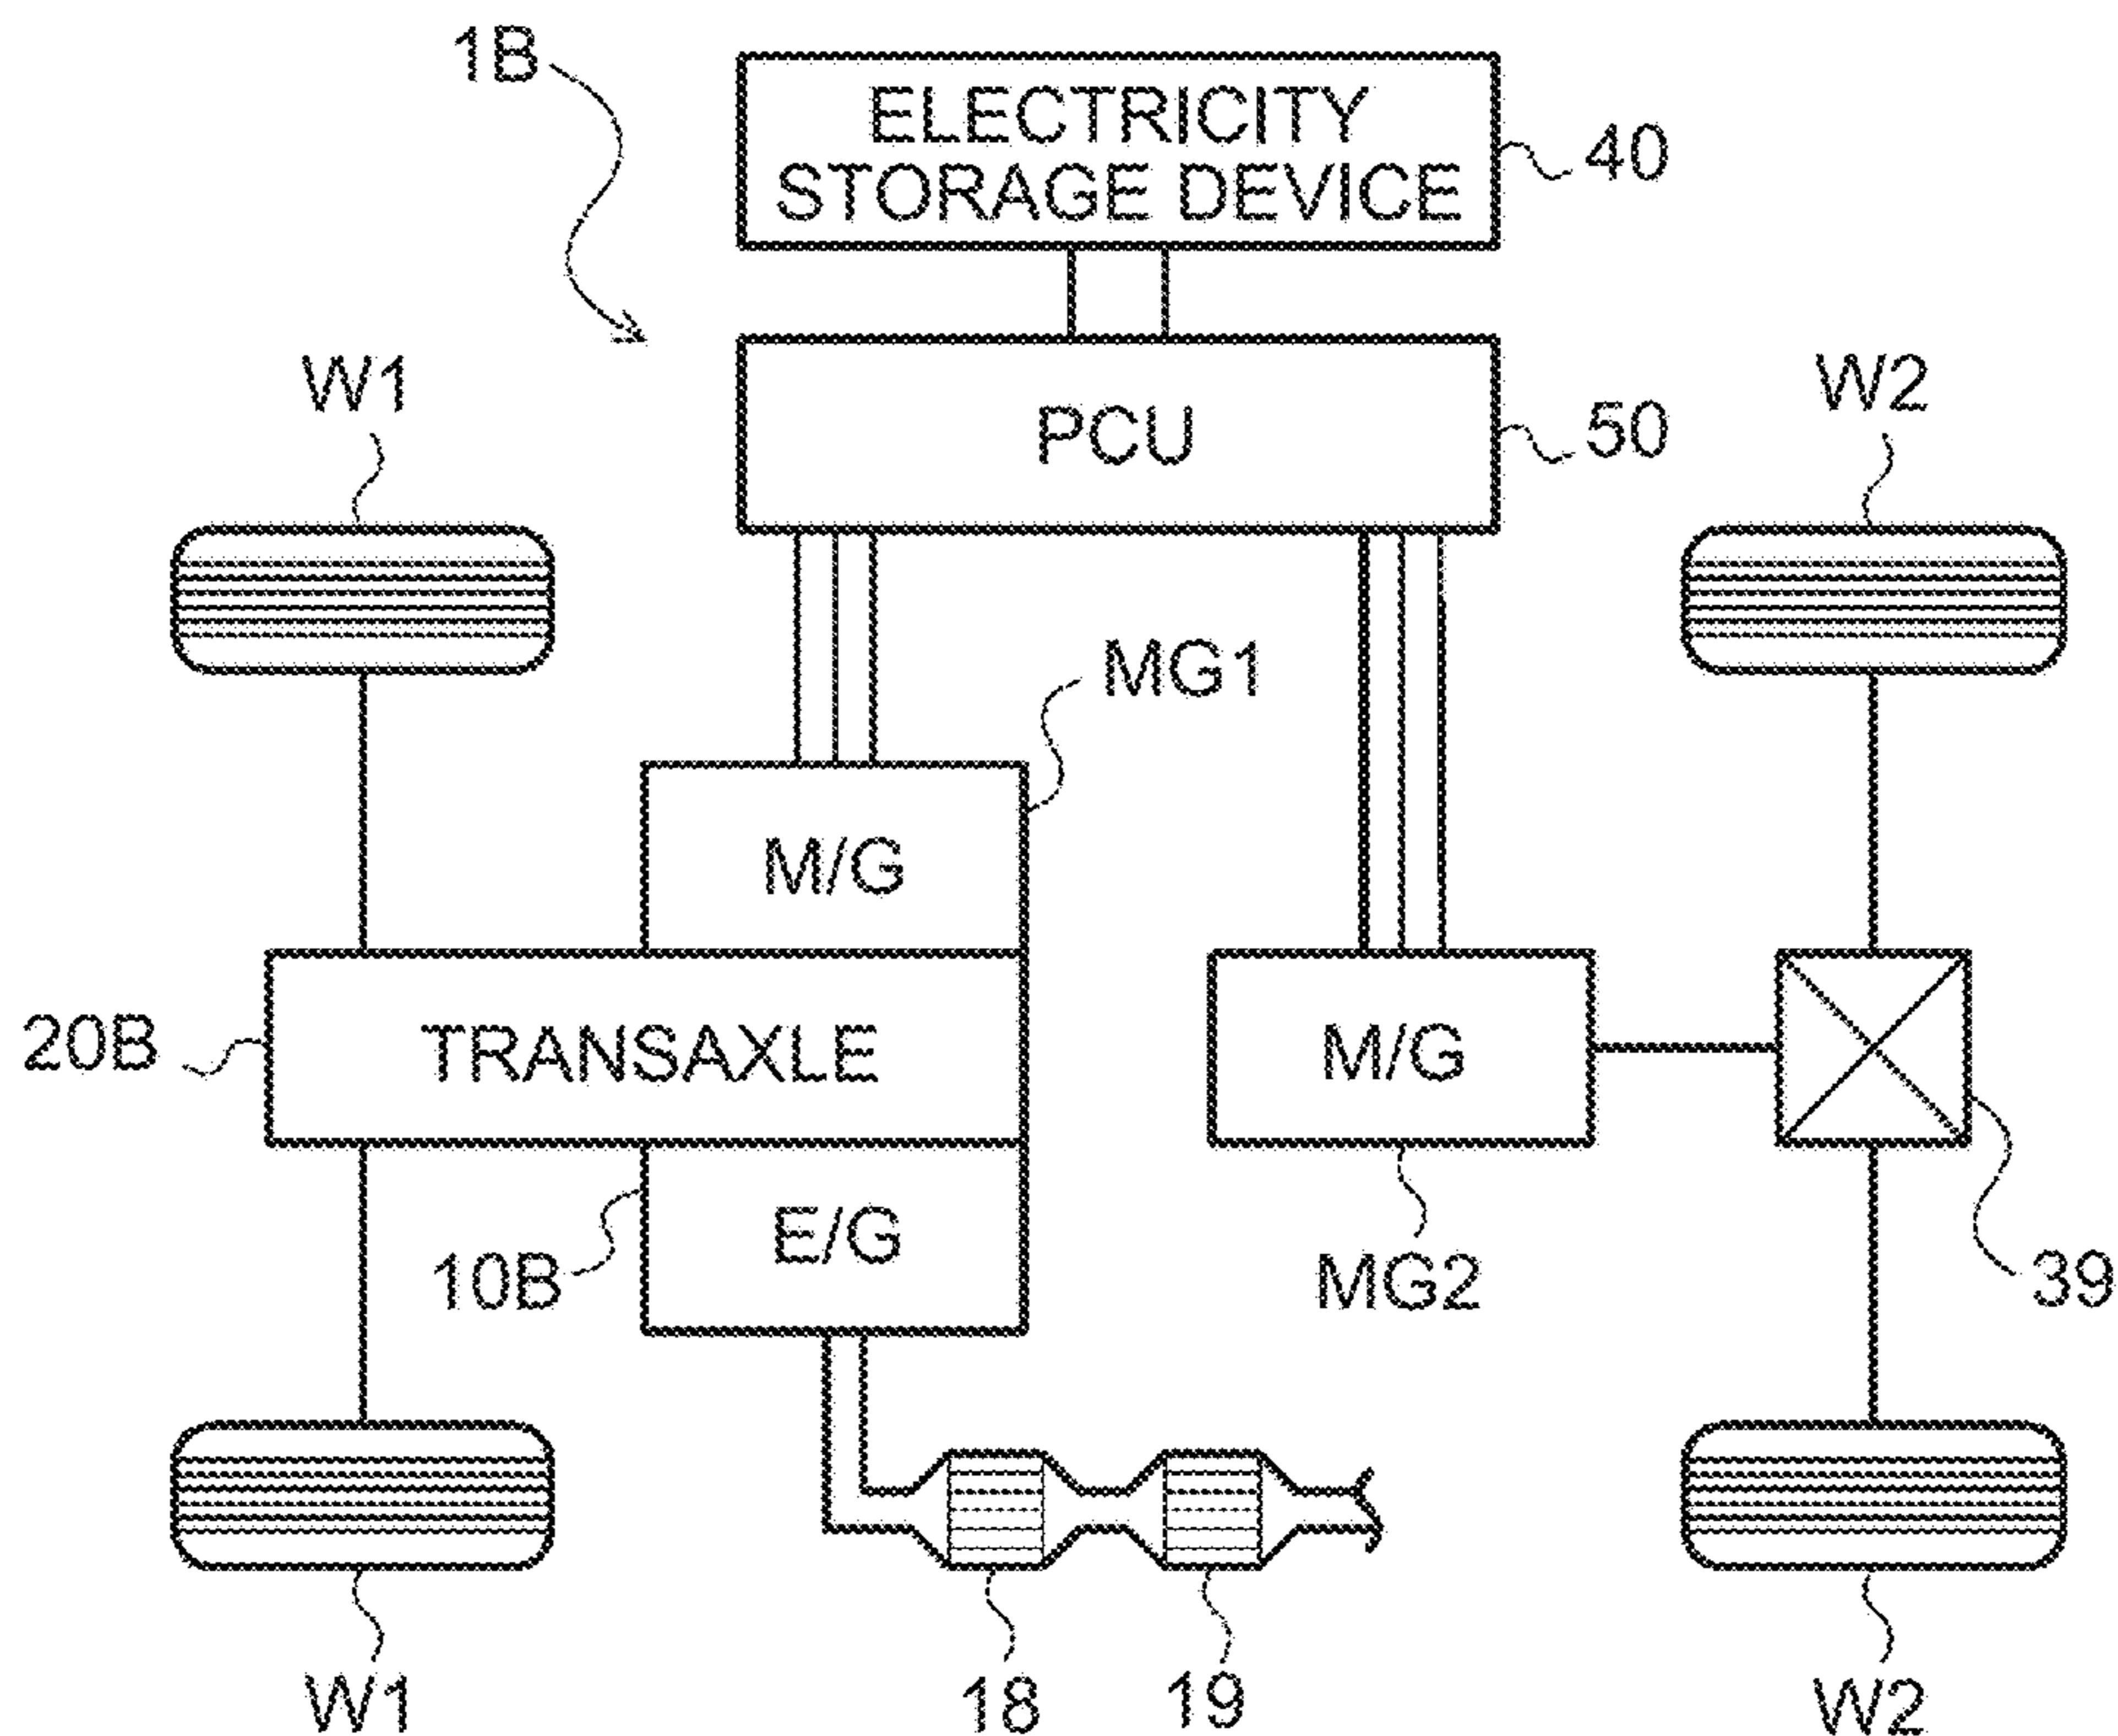 1B
ELECTRICITY
STORAGE DEVICE
40
W1
PCU
50
W2
MG1
M/G
20B
TRANSAXLE
M/G
10B
E/G
MG2
39
W1
18
19
W2